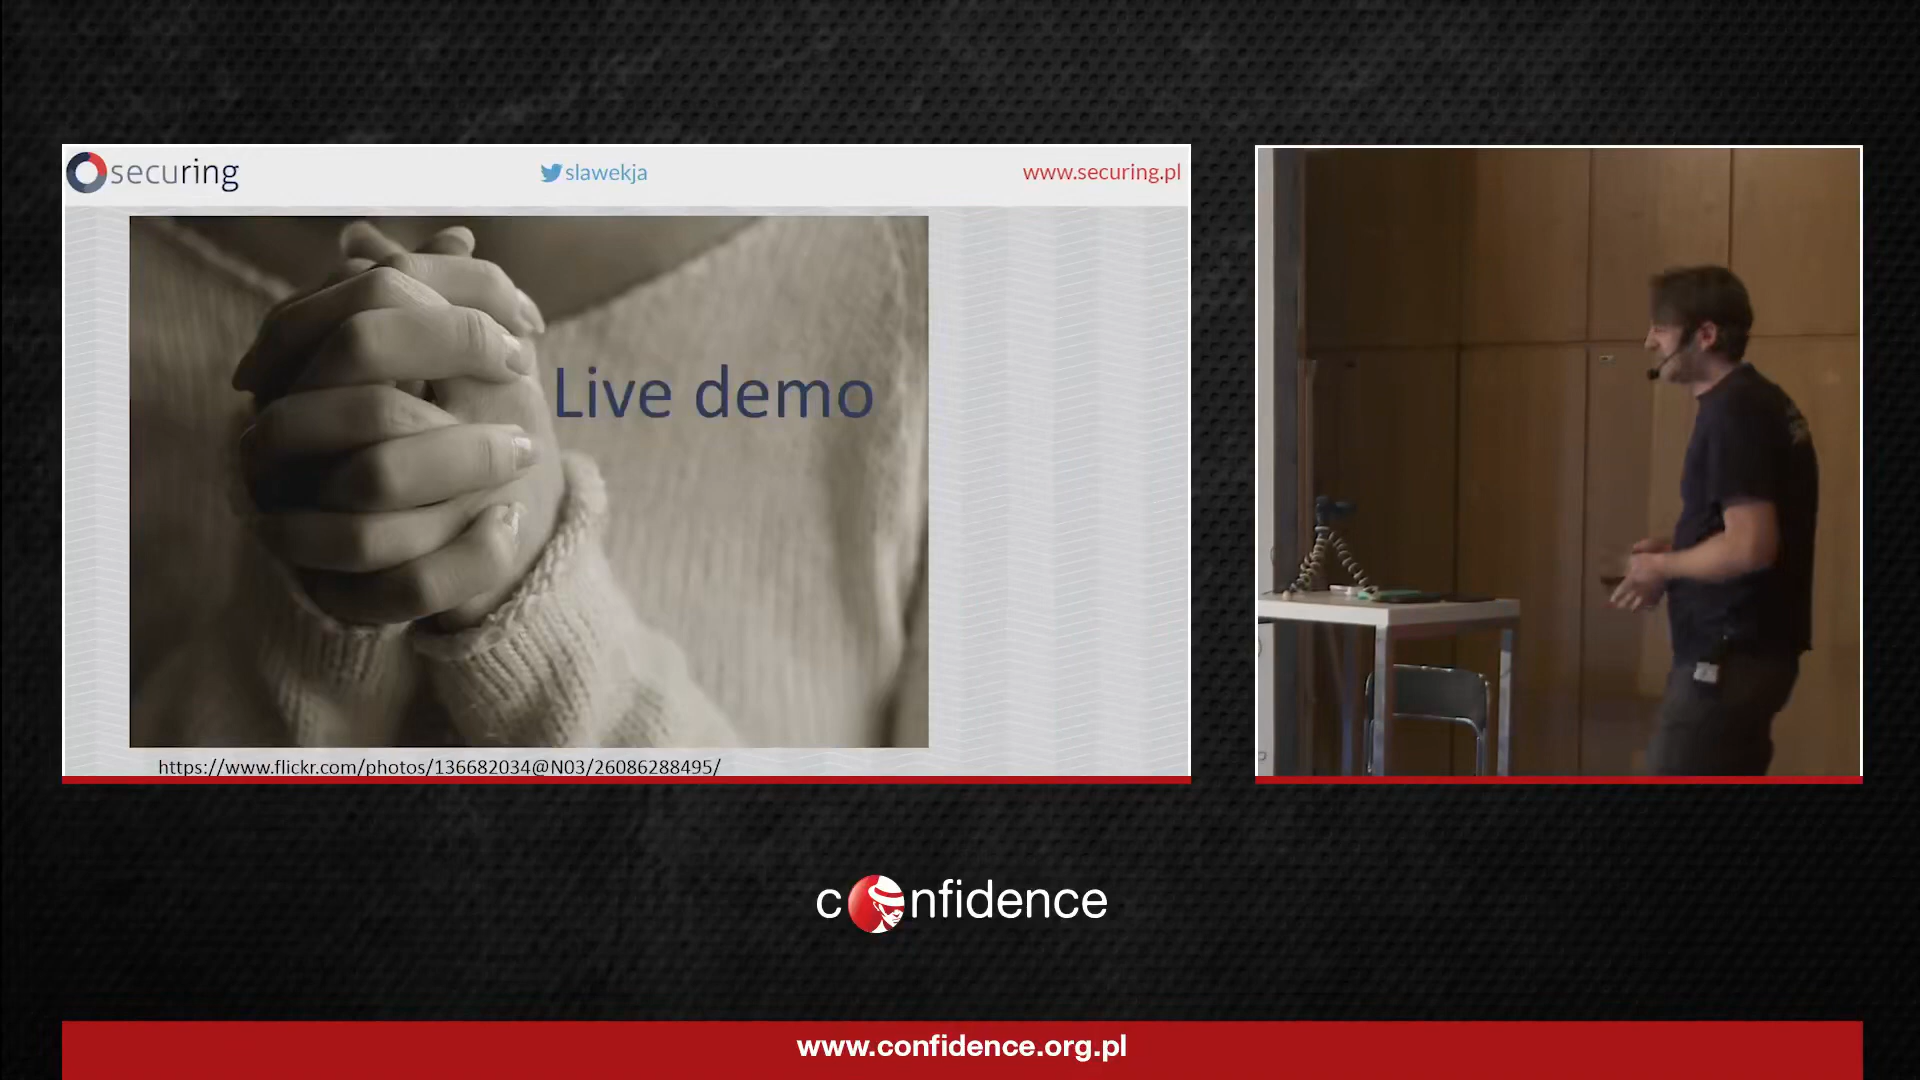 securing
slawekja
www.securing.pl
Live demo
https://www.flickr.com/photos/136682034@N03/26086288495/
confidence
www.confidence.org.pl